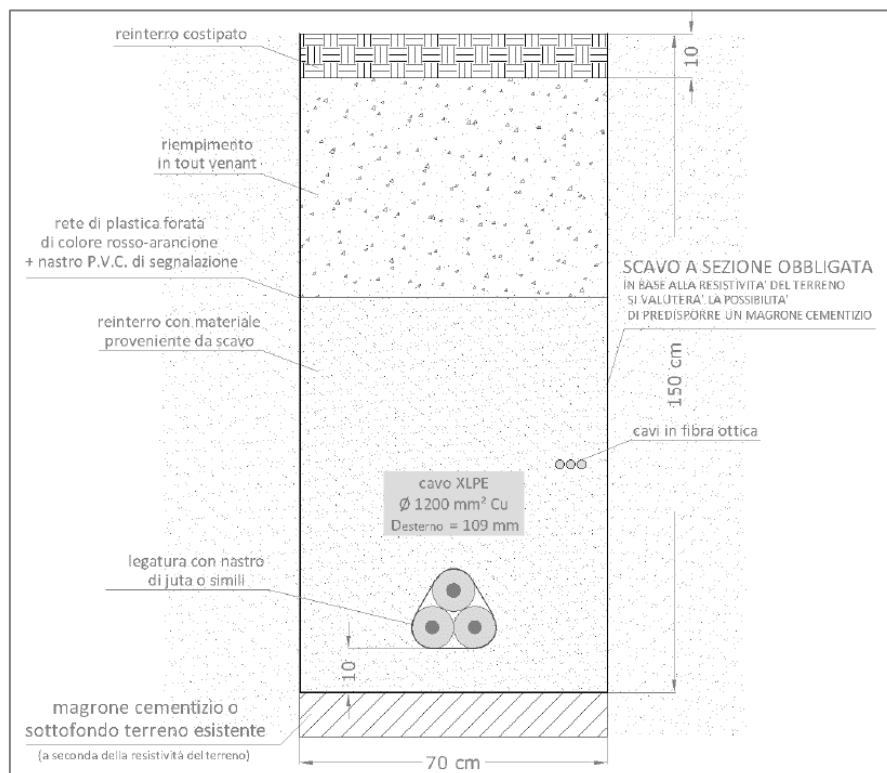 reinterro costipato
10
riempimento
in tout venant
rete di plastica forata
di colore rosso-arancione
+ nastro P.V.C. di segnalazione
SCAVO A SEZIONE OBBLIGATA
IN BASE ALLA RESISTIVITA' DEL TERRENO
SI VALUTERA' LA POSSIBILITA'
DI PREDISPORRE UN MAGRONE CEMENTIZIO
reinterro con materiale
proveniente da scavo
150 cm
cavi in fibra ottica
cavo XLPE
Ø 1200 mm² Cu
Desterno = 109 mm
legatura con nastro
di juta o simili
10
magrone cementizio o
sottofondo terreno esistente
(a seconda della resistività del terreno)
70 cm